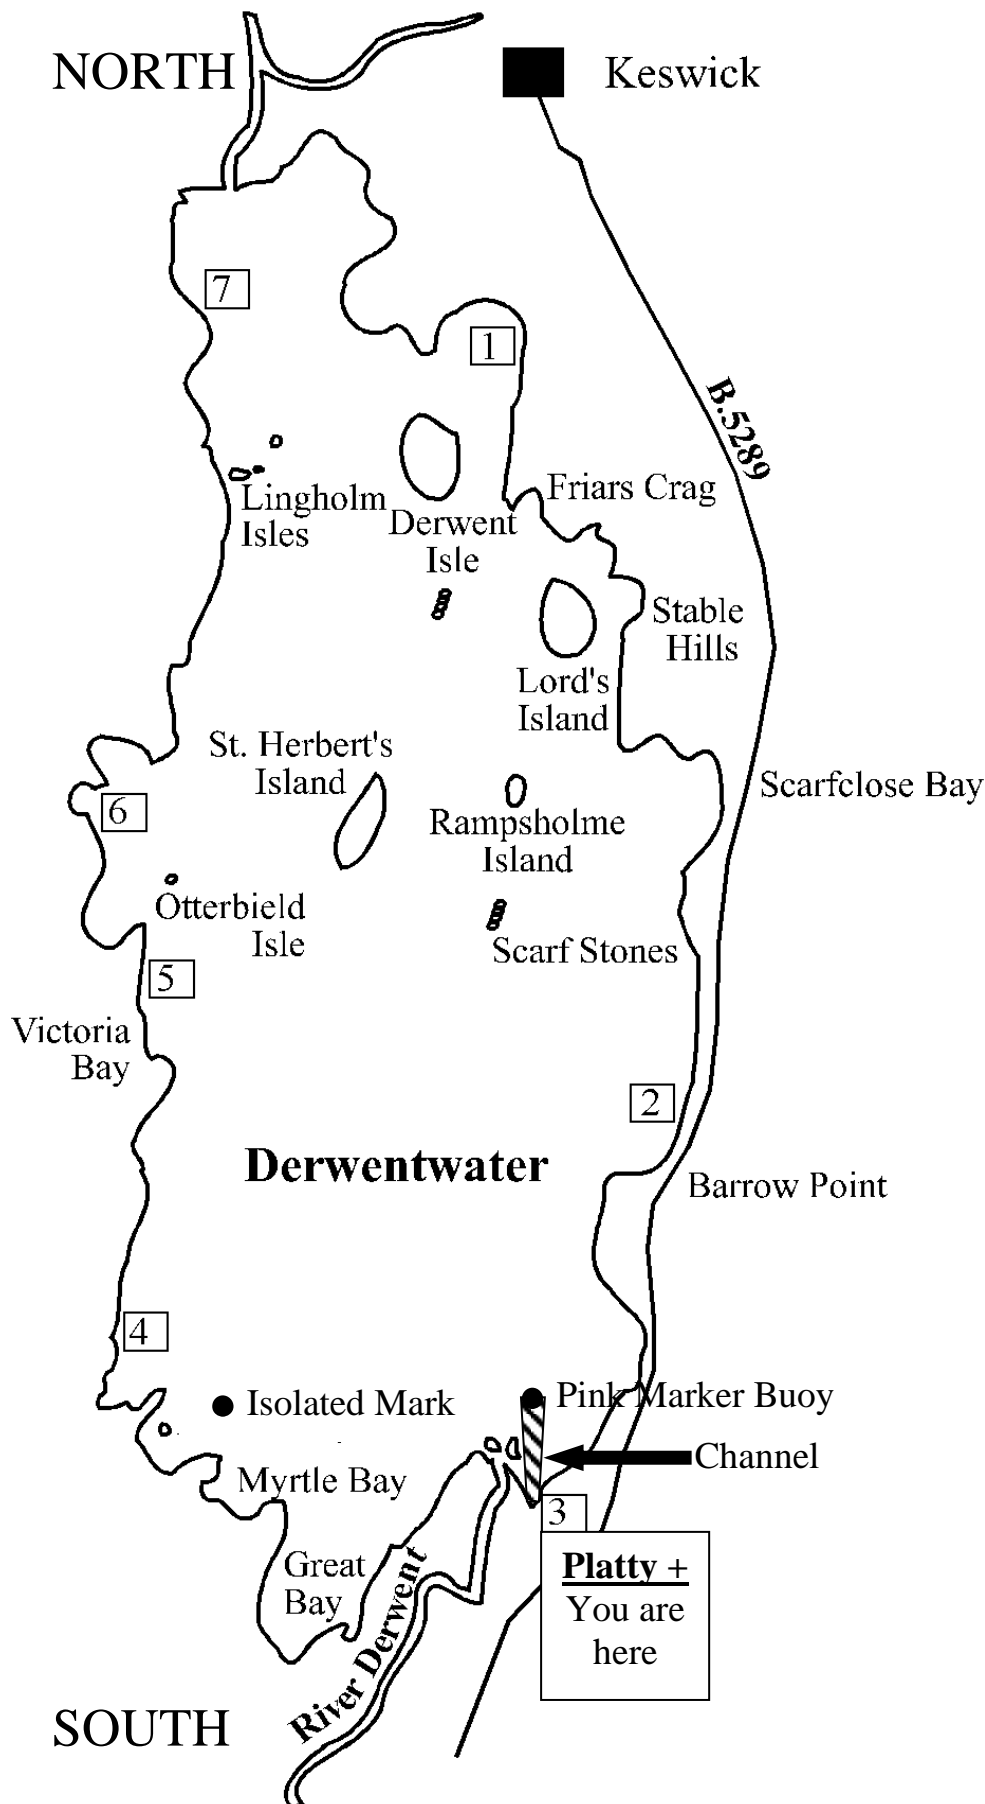 NORTH
Keswick
7
1
B.5289
Friars Crag
Lingholm
Isles
Derwent
Isle
Stable
Hills
Lord's
Island
St. Herbert's
Island
Scarfclose Bay
6
Rampsholme
Island
Otterbield
Isle
Scarf Stones
5
Victoria
Bay
2
Derwentwater
Barrow Point
4
Isolated Mark
Pink Marker Buoy
Channel
Myrtle Bay
3
Great
Bay
River Derwent
Platty +
You are
here
SOUTH